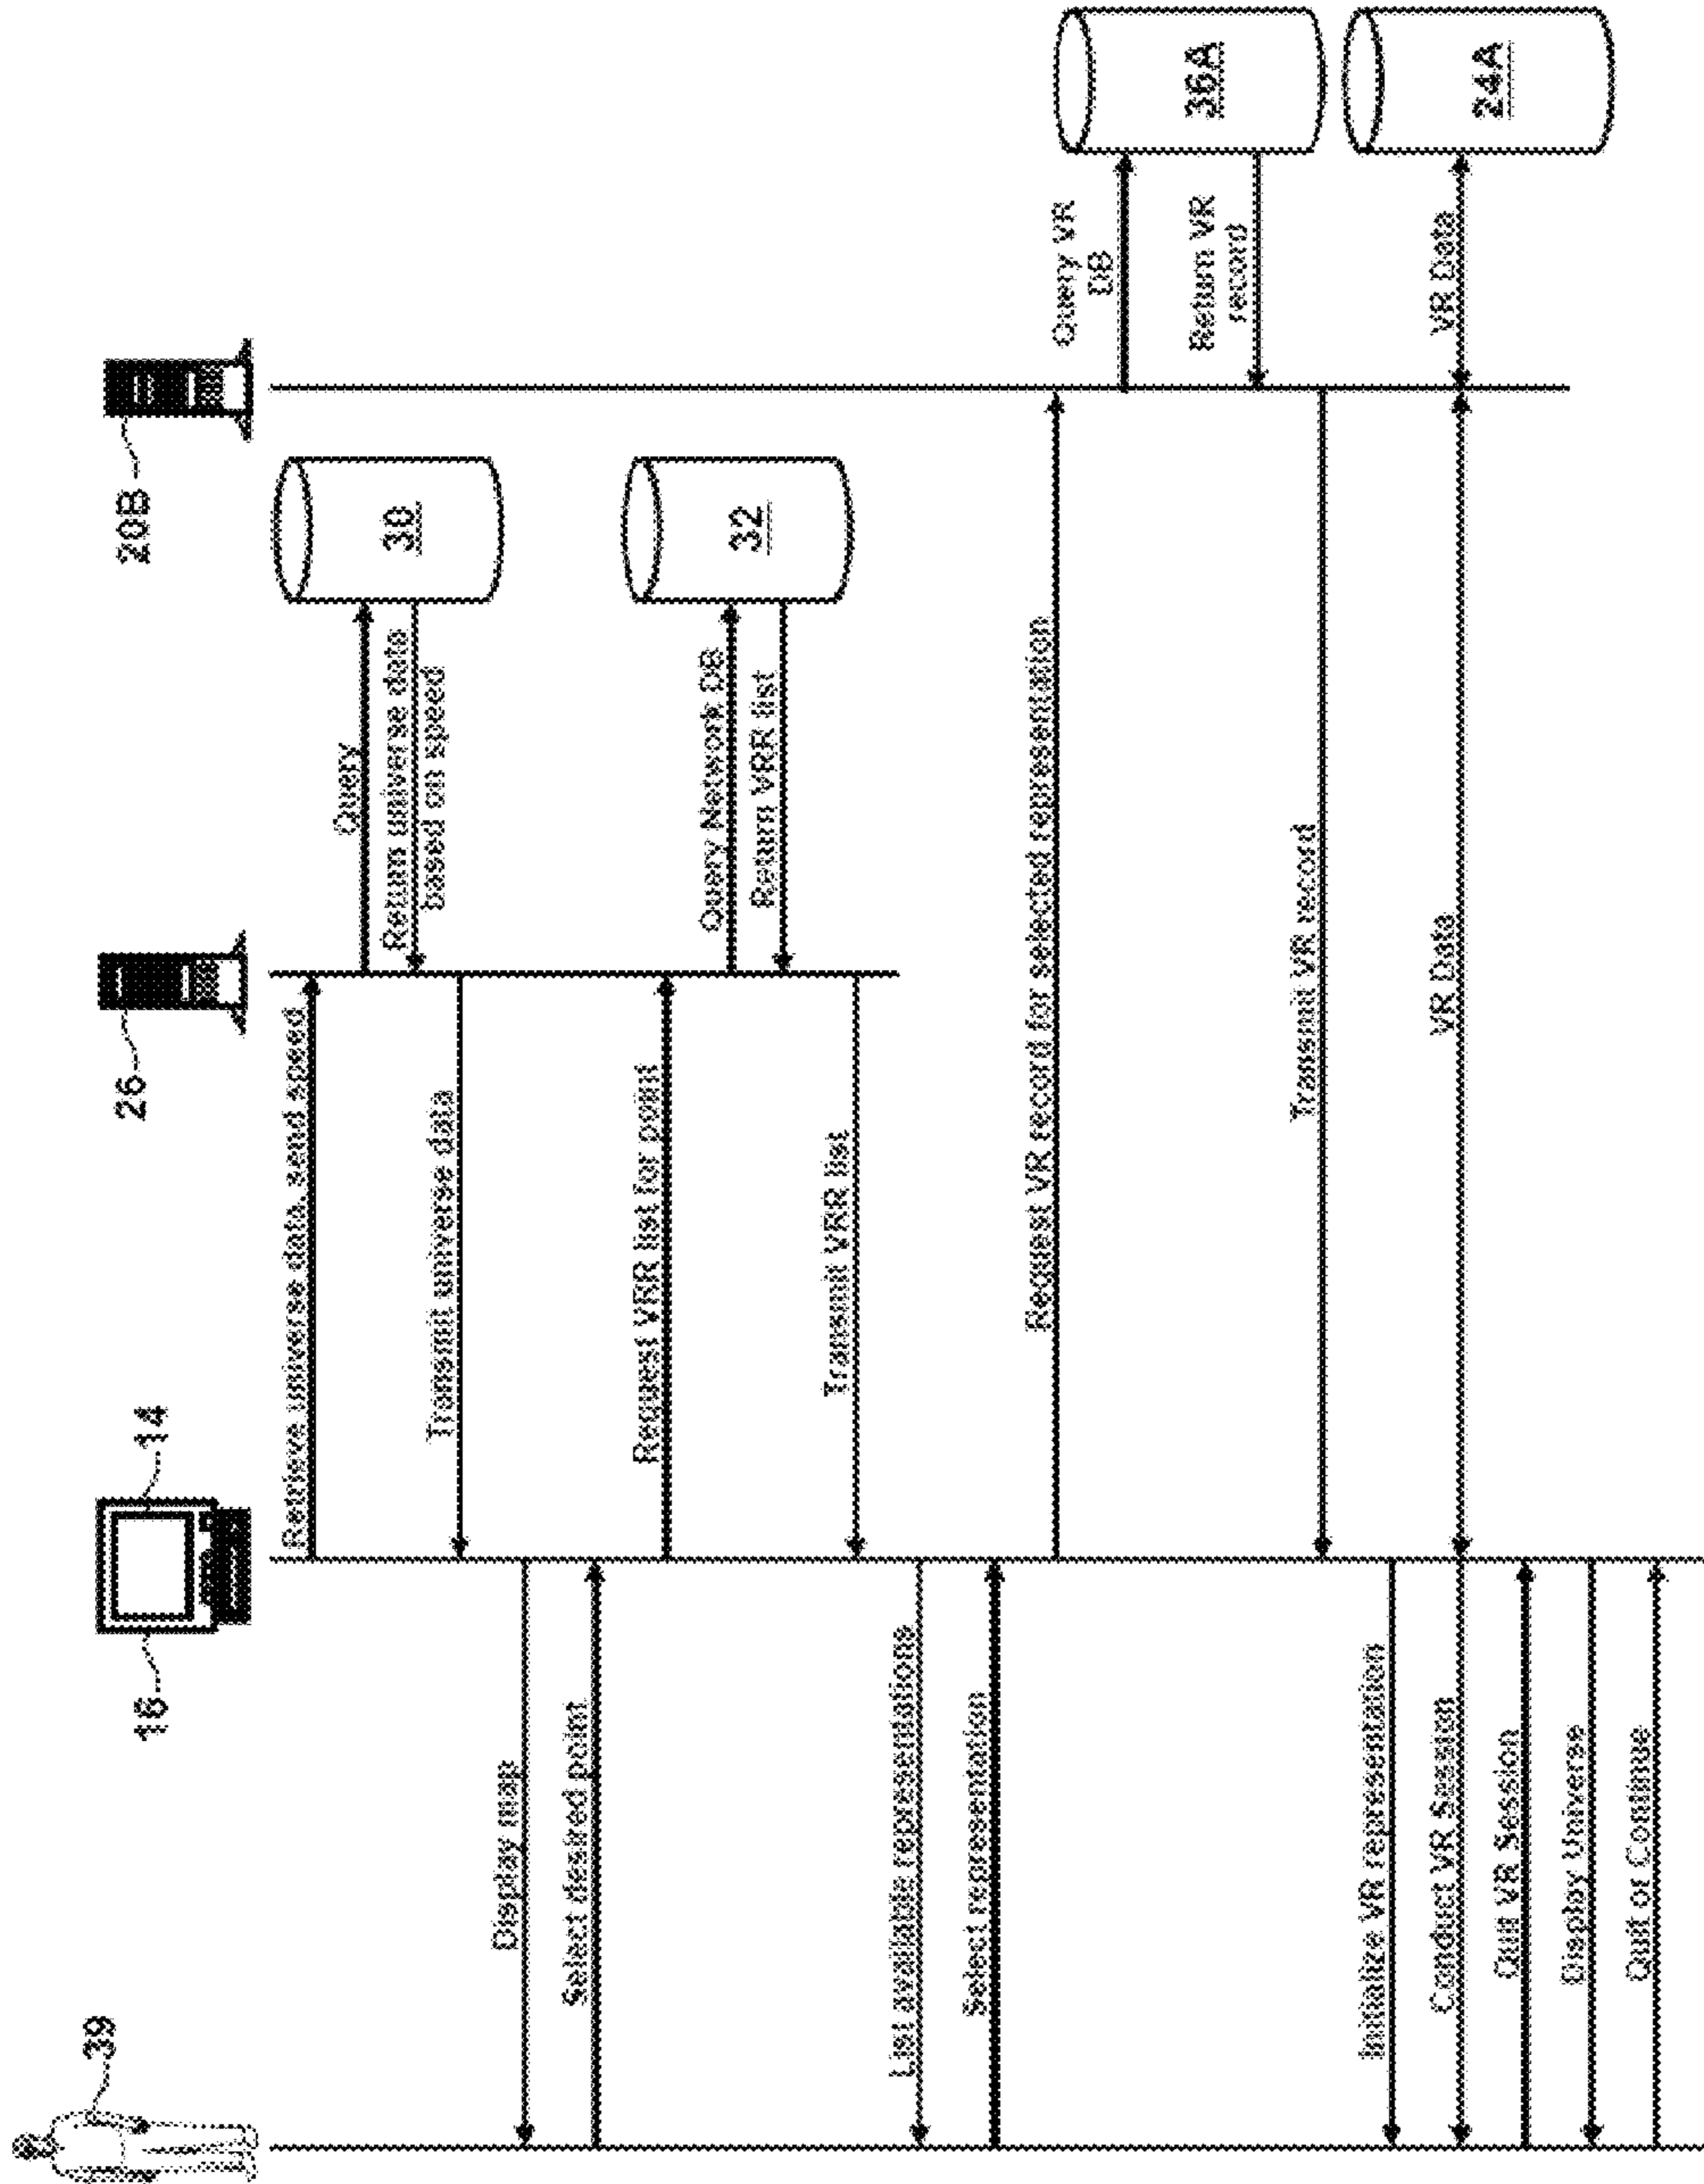 39
18
14
26
20B
Retrieve universe data, send speed
Query
30
Return universe data
based on speed
Transmit universe data
Display map
Select desired point
Request VRR list for point
Query Network DB
32
Return VRR list
Transmit VRR list
List available representations
Select representation
Request VR record for selected representation
Query VR
DB
36A
Return VR
record
Transmit VR record
Initialize VR representation
Conduct VR Session
VR Data
VR Data
24A
Quit VR Session
Display Universe
Quit or Continue